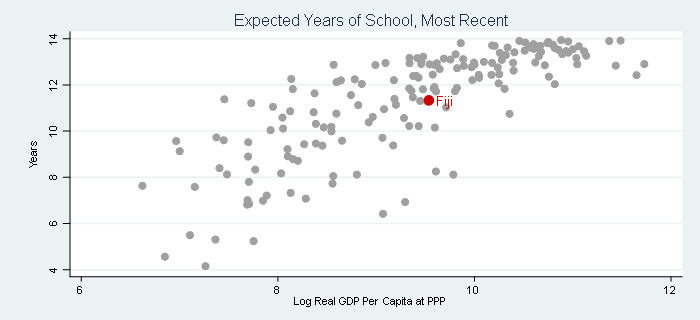 Expected Years of School, Most Recent
14
12
10
8
6
4
Years
Fiji
6 8 10 12
Log Real GDP Per Capita at PPP